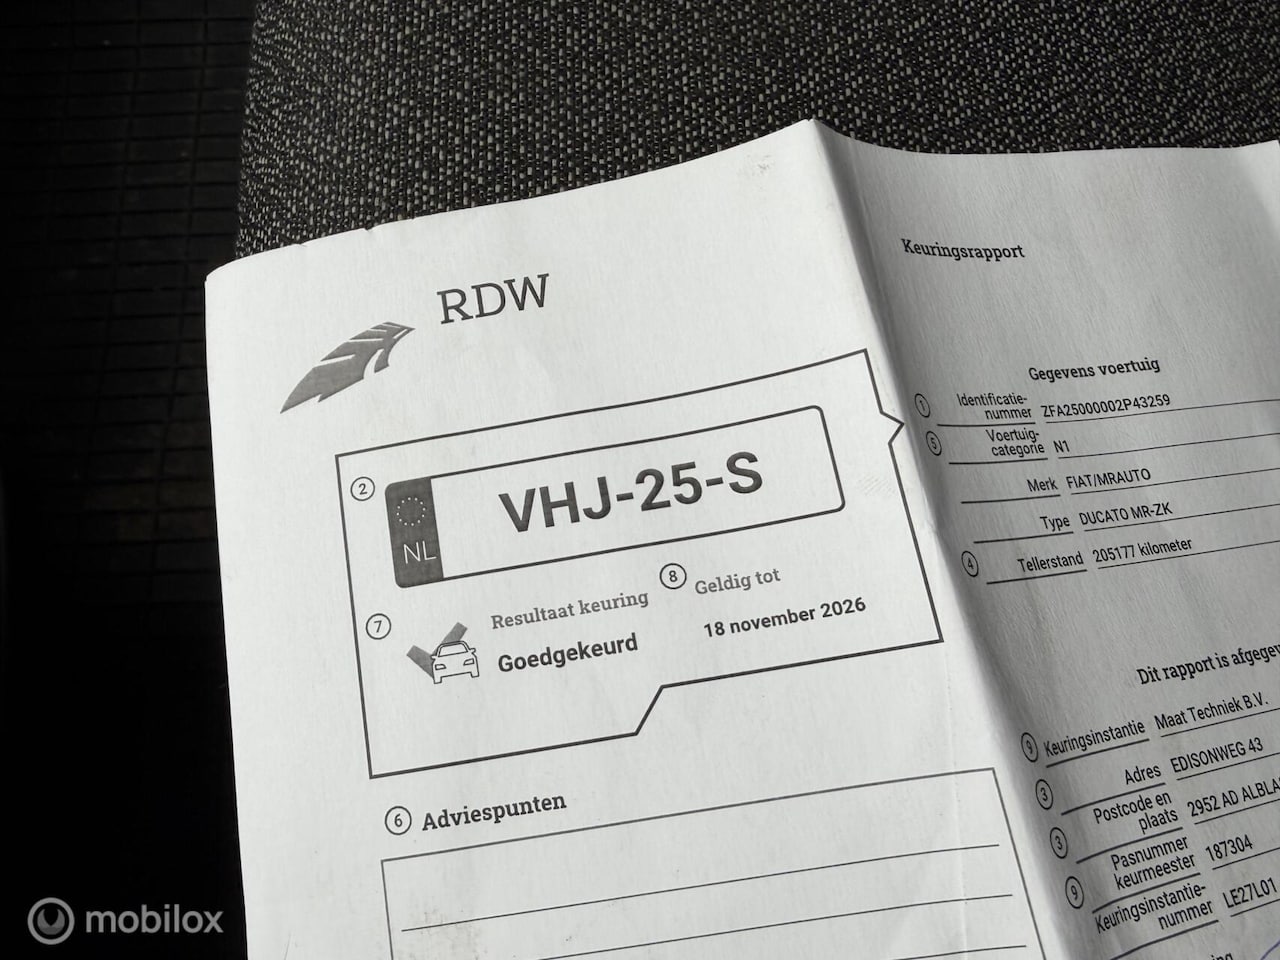 RDW
2
NL
VHJ-25-S
7
Resultaat keuring
Goedgekeurd
8
Geldig tot
18 november 2026
6 Adviespunten
Keuringsrapport
Gegevens voertuig
1 Identificatie-
nummer ZFA25000002P43259
5 Voertuig-
categorie N1
Merk FIAT/MRAUTO
Type DUCATO MR-ZK
4 Tellerstand 205177 kilometer
Dit rapport is
9 Keuringsinstantie Maat Techniek B.V.
3 Adres EDISONWEG 43
3 Postcode en
plaats 2952 AD
9 Pasnummer
keurmeester 187304
Keuringsinstantie-
nummer LE27L01
mobilox